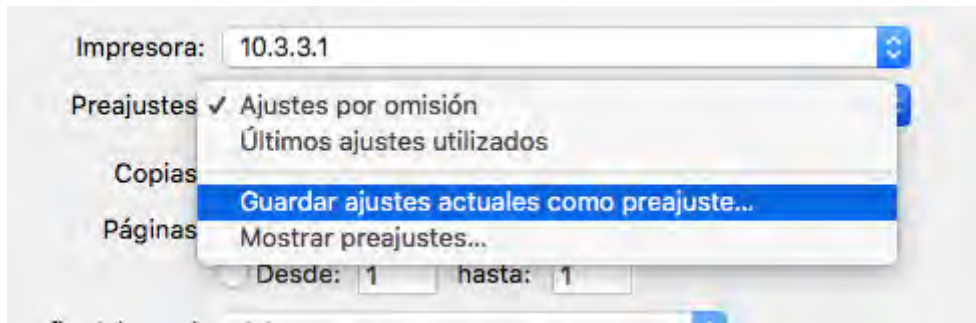 Impresora: 10.3.3.1
Preajustes ✓ Ajustes por omisión
Últimos ajustes utilizados
Copias
Guardar ajustes actuales como preajuste...
Páginas
Mostrar preajustes...
Desde: 1 hasta: 1